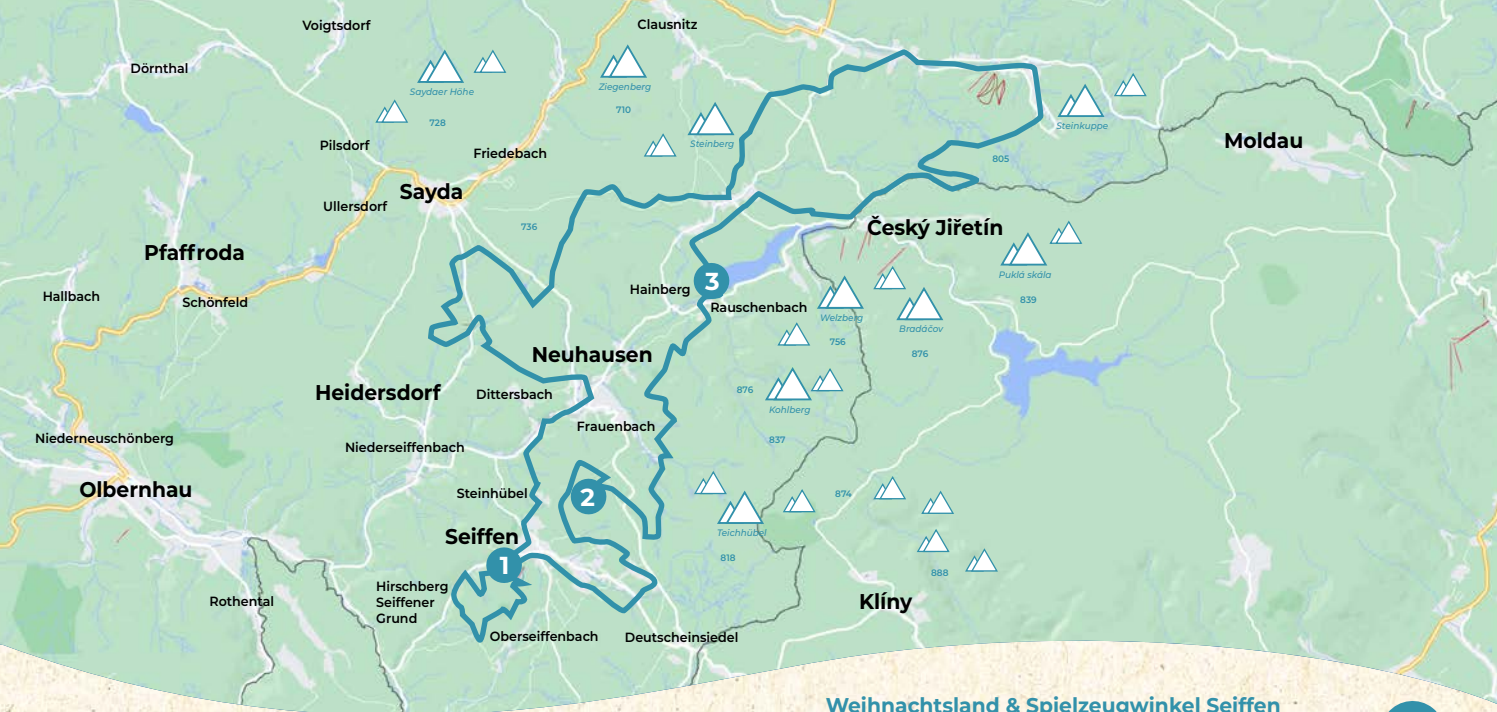 Voigtsdorf
Clausnitz
Dörnthal
Saydaer Höhe
728
Ziegenberg
710
Steinberg
Steinkuppe
805
Moldau
Pilsdorf
Friedebach
Sayda
Ullersdorf
736
Český Jiřetín
Pfaffroda
Puklá skála
839
Hallbach
Schönfeld
Hainberg
3
Rauschenbach
Welzberg
756
Bradáčov
876
Neuhausen
Heidersdorf
Dittersbach
876
Kohlberg
837
Frauenbach
Niederneuschönberg
Niederseiffenbach
Olbernhau
Steinhübel
2
874
Teichhübel
818
Seiffen
1
888
Hirschberg
Seiffener
Grund
Rothental
Klíny
Oberseiffenbach
Deutscheinsiedel
Weihnachtsland & Spielzeugwinkel Seiffen